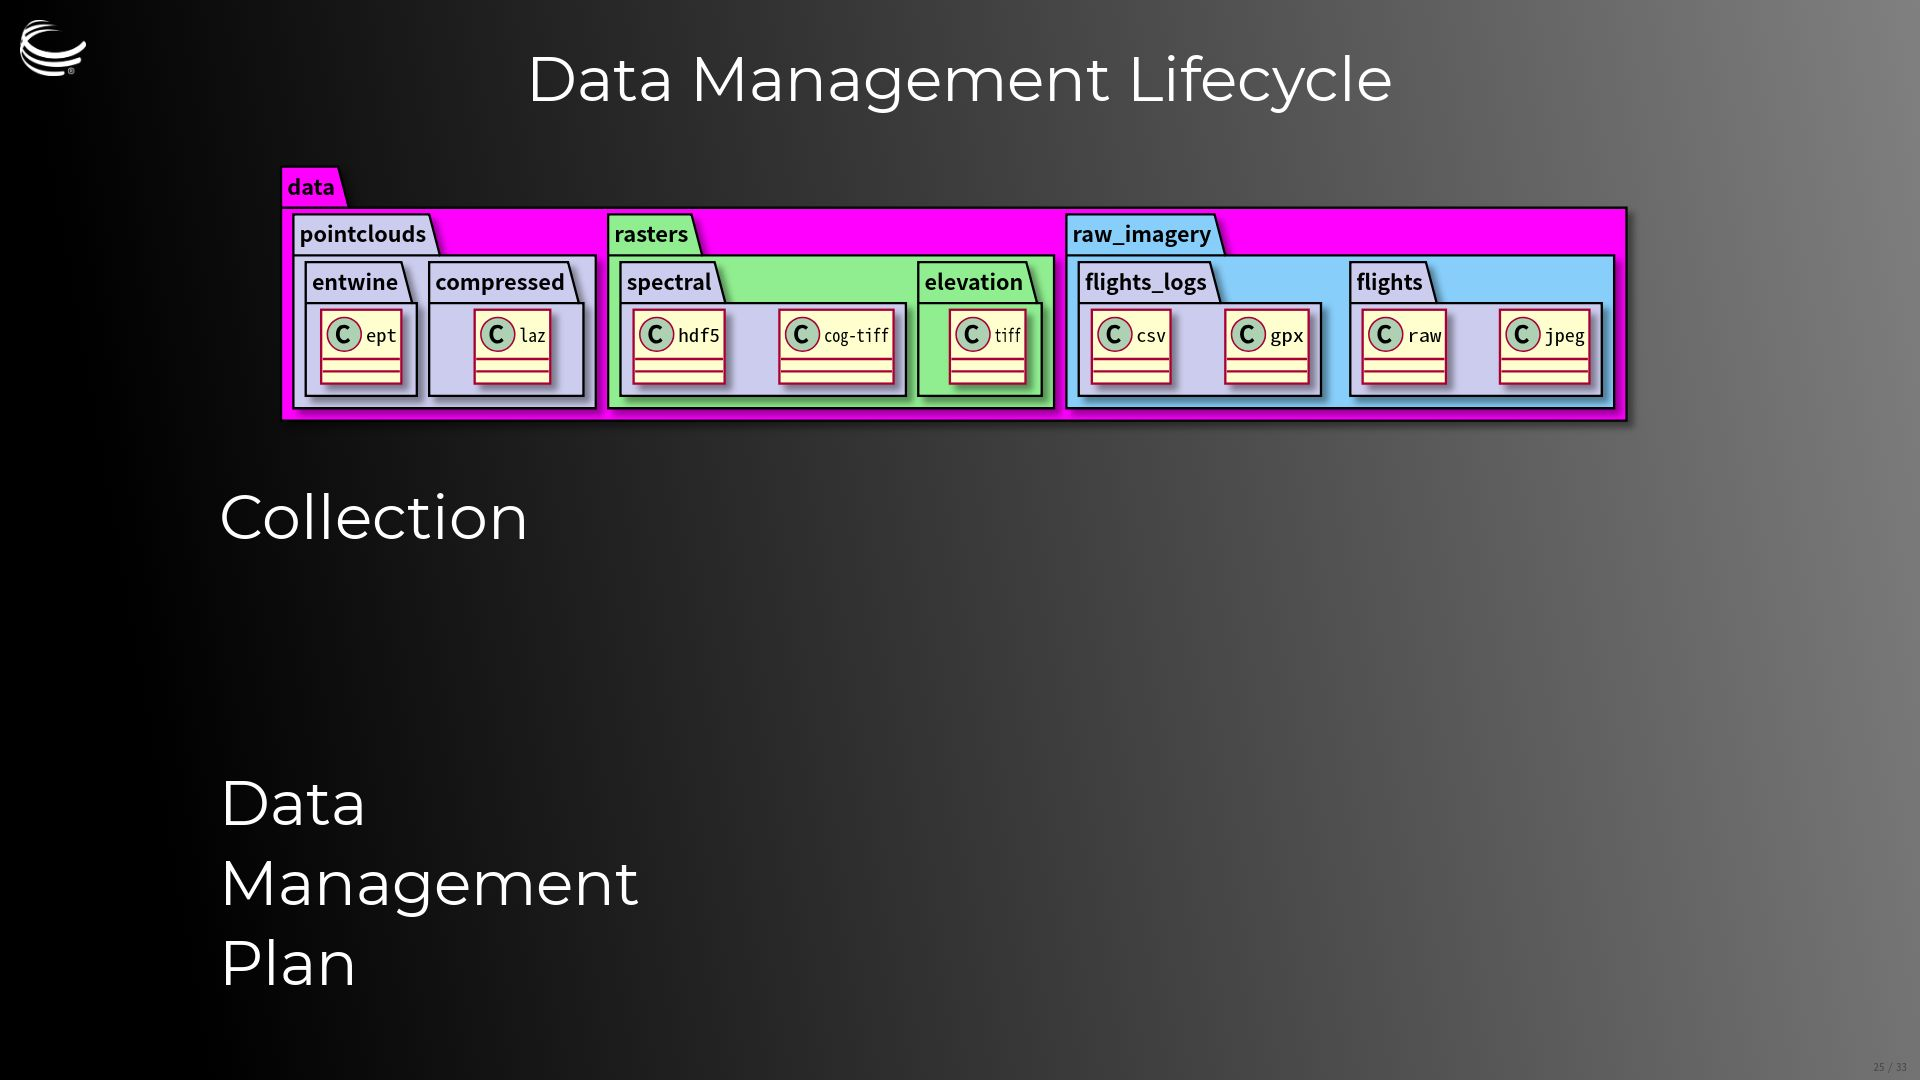 Data Management Lifecycle
data
pointclouds
rasters
raw_imagery
entwine
compressed
spectral
elevation
flights_logs
flights
C ept
C laz
C hdf5
C cog-tiff
C tiff
C csv
C gpx
C raw
C jpeg
Collection
Data
Management
Plan
25 / 33
®